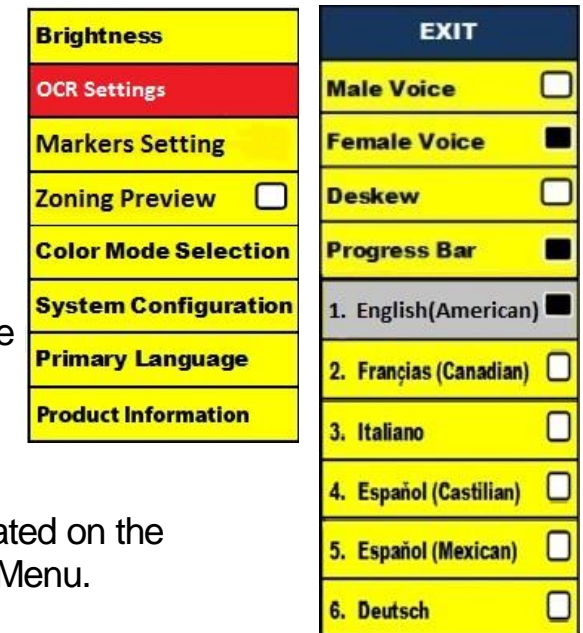 Brightness
OCR Settings
Markers Setting
Zoning Preview
Color Mode Selection
System Configuration
Primary Language
Product Information
EXIT
Male Voice
Female Voice
Deskew
Progress Bar
1. English(American)
2. Françias (Canadian)
3. Italiano
4. Español (Castilian)
5. Español (Mexican)
6. Deutsch
e
ated on the
Menu.